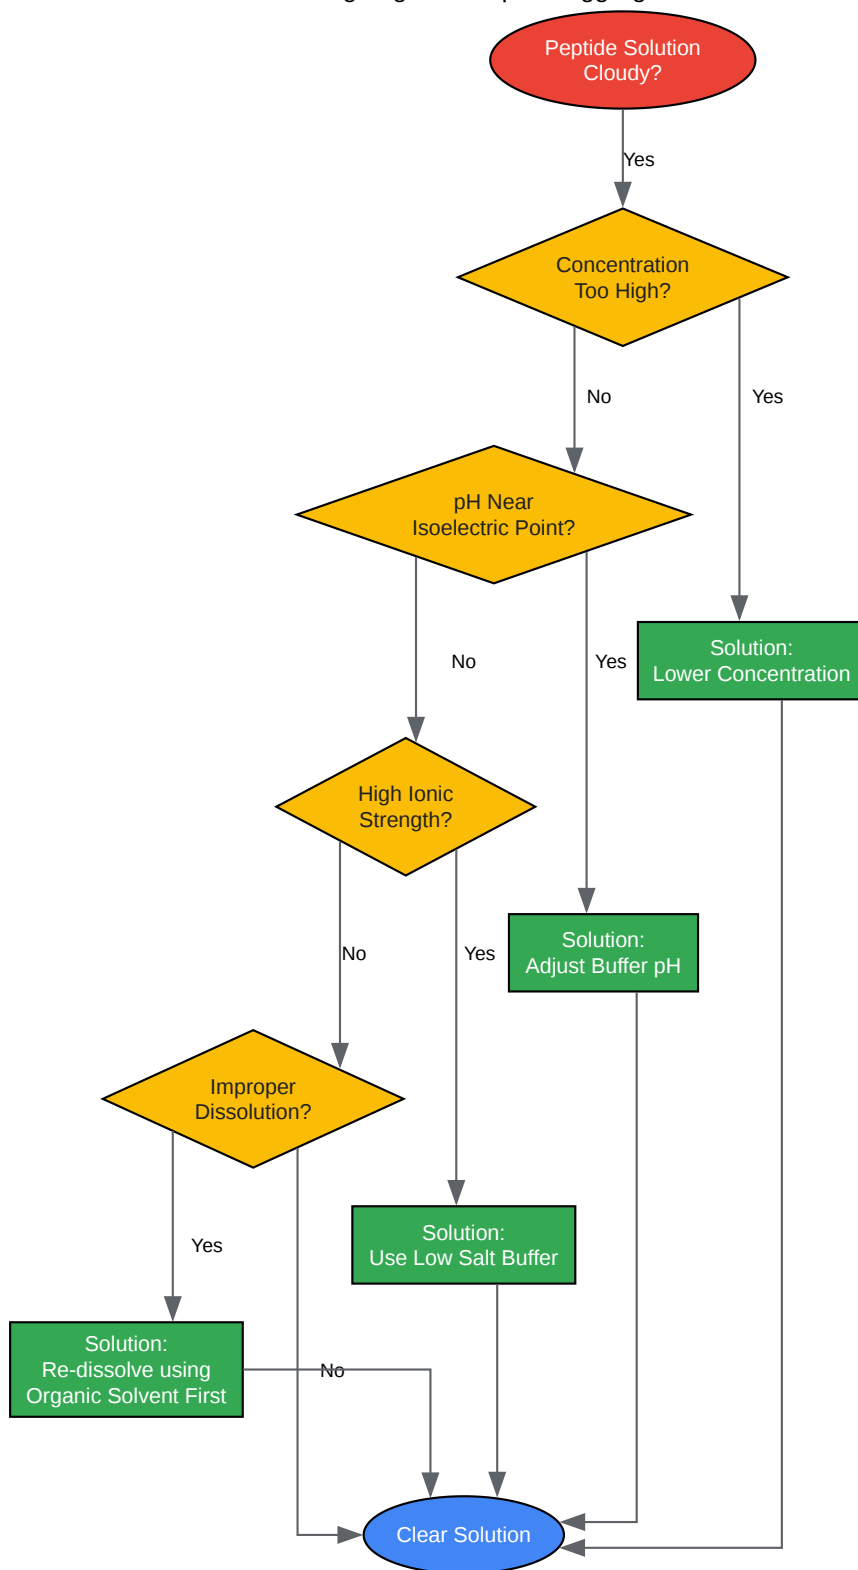 Peptide Solution
Cloudy?
Yes
Concentration
Too High?
No
Yes
pH Near
Isoelectric Point?
No
Yes
Solution:
Lower Concentration
High Ionic
Strength?
No
Yes
Solution:
Adjust Buffer pH
Improper
Dissolution?
Yes
Solution:
Use Low Salt Buffer
Solution:
Re-dissolve using
Organic Solvent First
No
Clear Solution